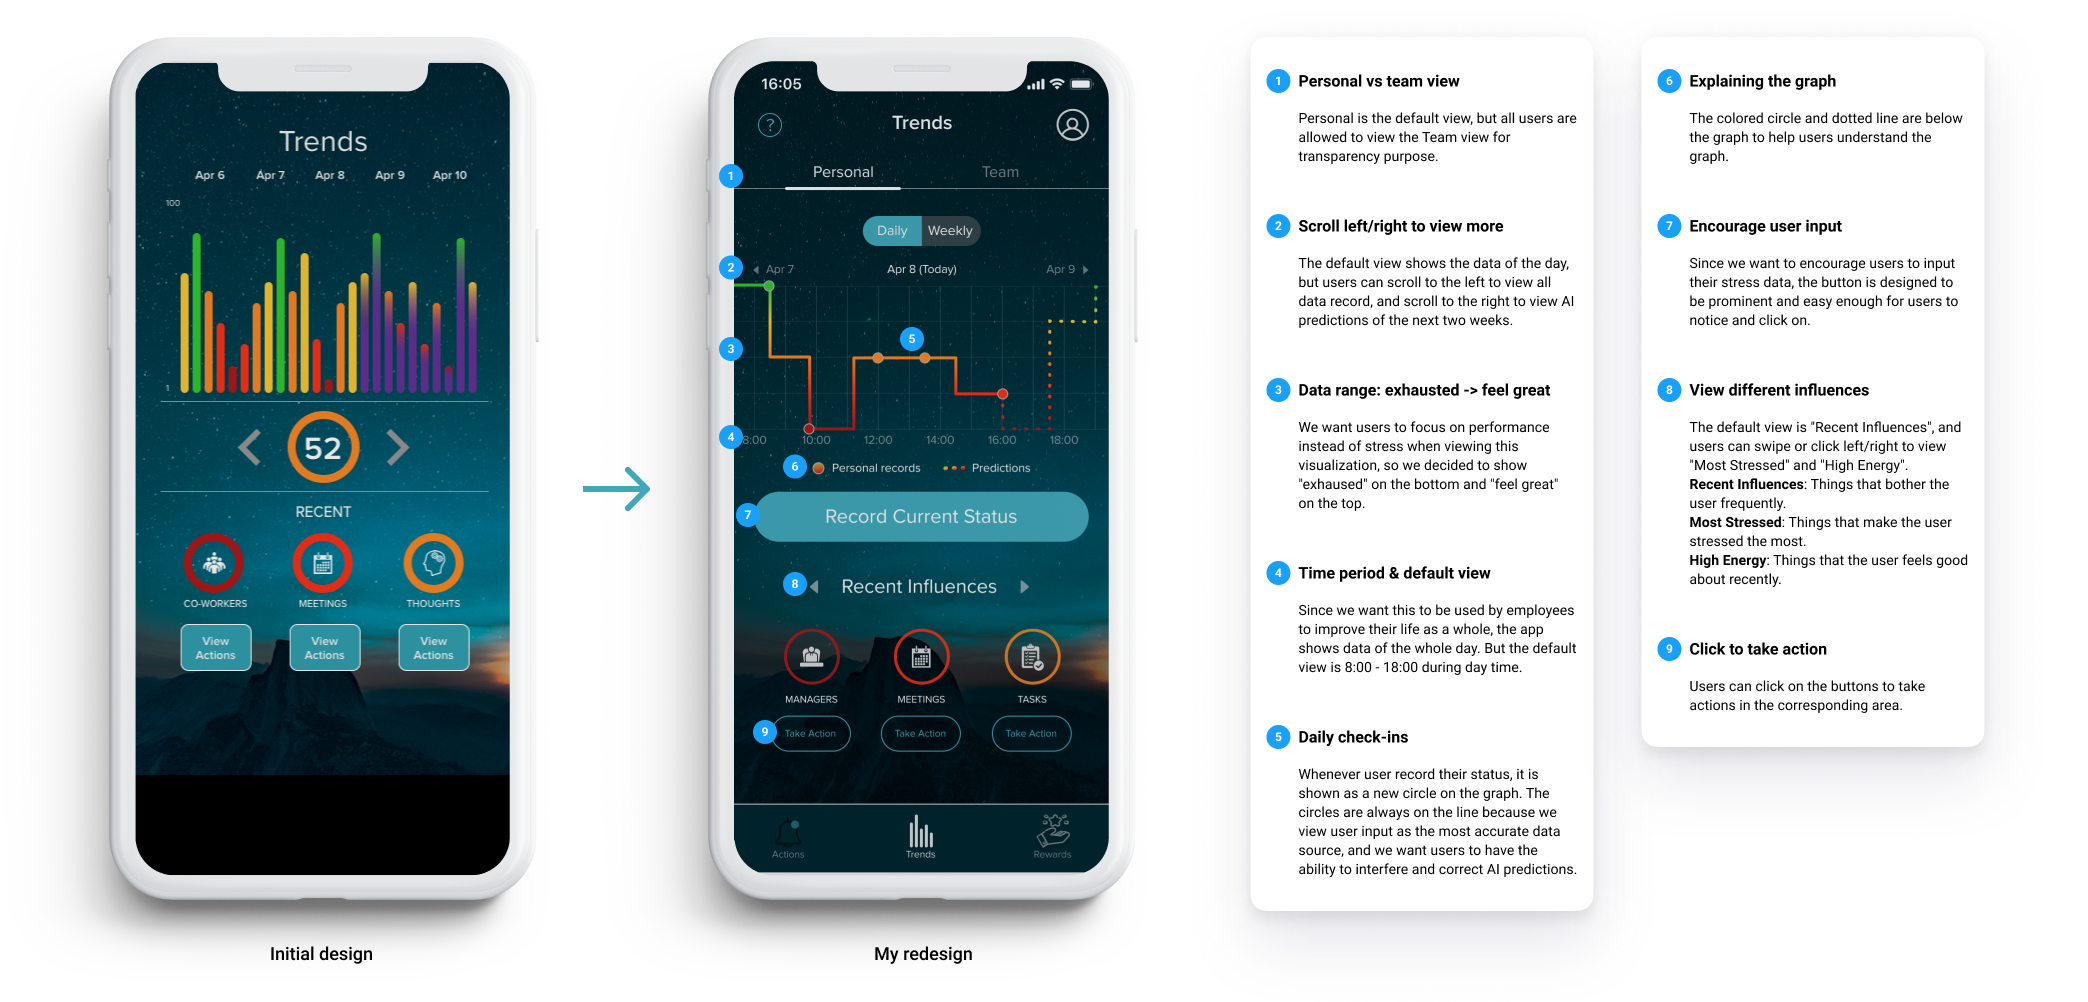 Trends
Apr 6 Apr 7 Apr 8 Apr 9 Apr 10
100
1
52
RECENT
CO-WORKERS MEETINGS THOUGHTS
View Actions
View Actions
View Actions
Initial design
16:05
?
Trends
1
Personal Team
Daily Weekly
2
Apr 7 Apr 8 (Today) Apr 9
5
3
4
8:00 10:00 12:00 14:00 16:00 18:00
6
Personal records Predictions
7
Record Current Status
8
Recent Influences
MANAGERS MEETINGS TASKS
9
Take Action Take Action Take Action
Actions Trends Rewards
My redesign
1 Personal vs team view
Personal is the default view, but all users are
allowed to view the Team view for
transparency purpose.
2 Scroll left/right to view more
The default view shows the data of the day,
but users can scroll to the left to view all
data record, and scroll to the right to view AI
predictions of the next two weeks.
3 Data range: exhausted -> feel great
We want users to focus on performance
instead of stress when viewing this
visualization, so we decided to show
"exhaused" on the bottom and "feel great"
on the top.
4 Time period & default view
Since we want this to be used by employees
to improve their life as a whole, the app
shows data of the whole day. But the default
view is 8:00 - 18:00 during day time.
5 Daily check-ins
Whenever user record their status, it is
shown as a new circle on the graph. The
circles are always on the line because we
view user input as the most accurate data
source, and we want users to have the
ability to interfere and correct AI predictions.
6 Explaining the graph
The colored circle and dotted line are below
the graph to help users understand the
graph.
7 Encourage user input
Since we want to encourage users to input
their stress data, the button is designed to
be prominent and easy enough for users to
notice and click on.
8 View different influences
The default view is "Recent Influences", and
users can swipe or click left/right to view
"Most Stressed" and "High Energy".
Recent Influences: Things that bother the
user frequently.
Most Stressed: Things that make the user
stressed the most.
High Energy: Things that the user feels good
about recently.
9 Click to take action
Users can click on the buttons to take
actions in the corresponding area.